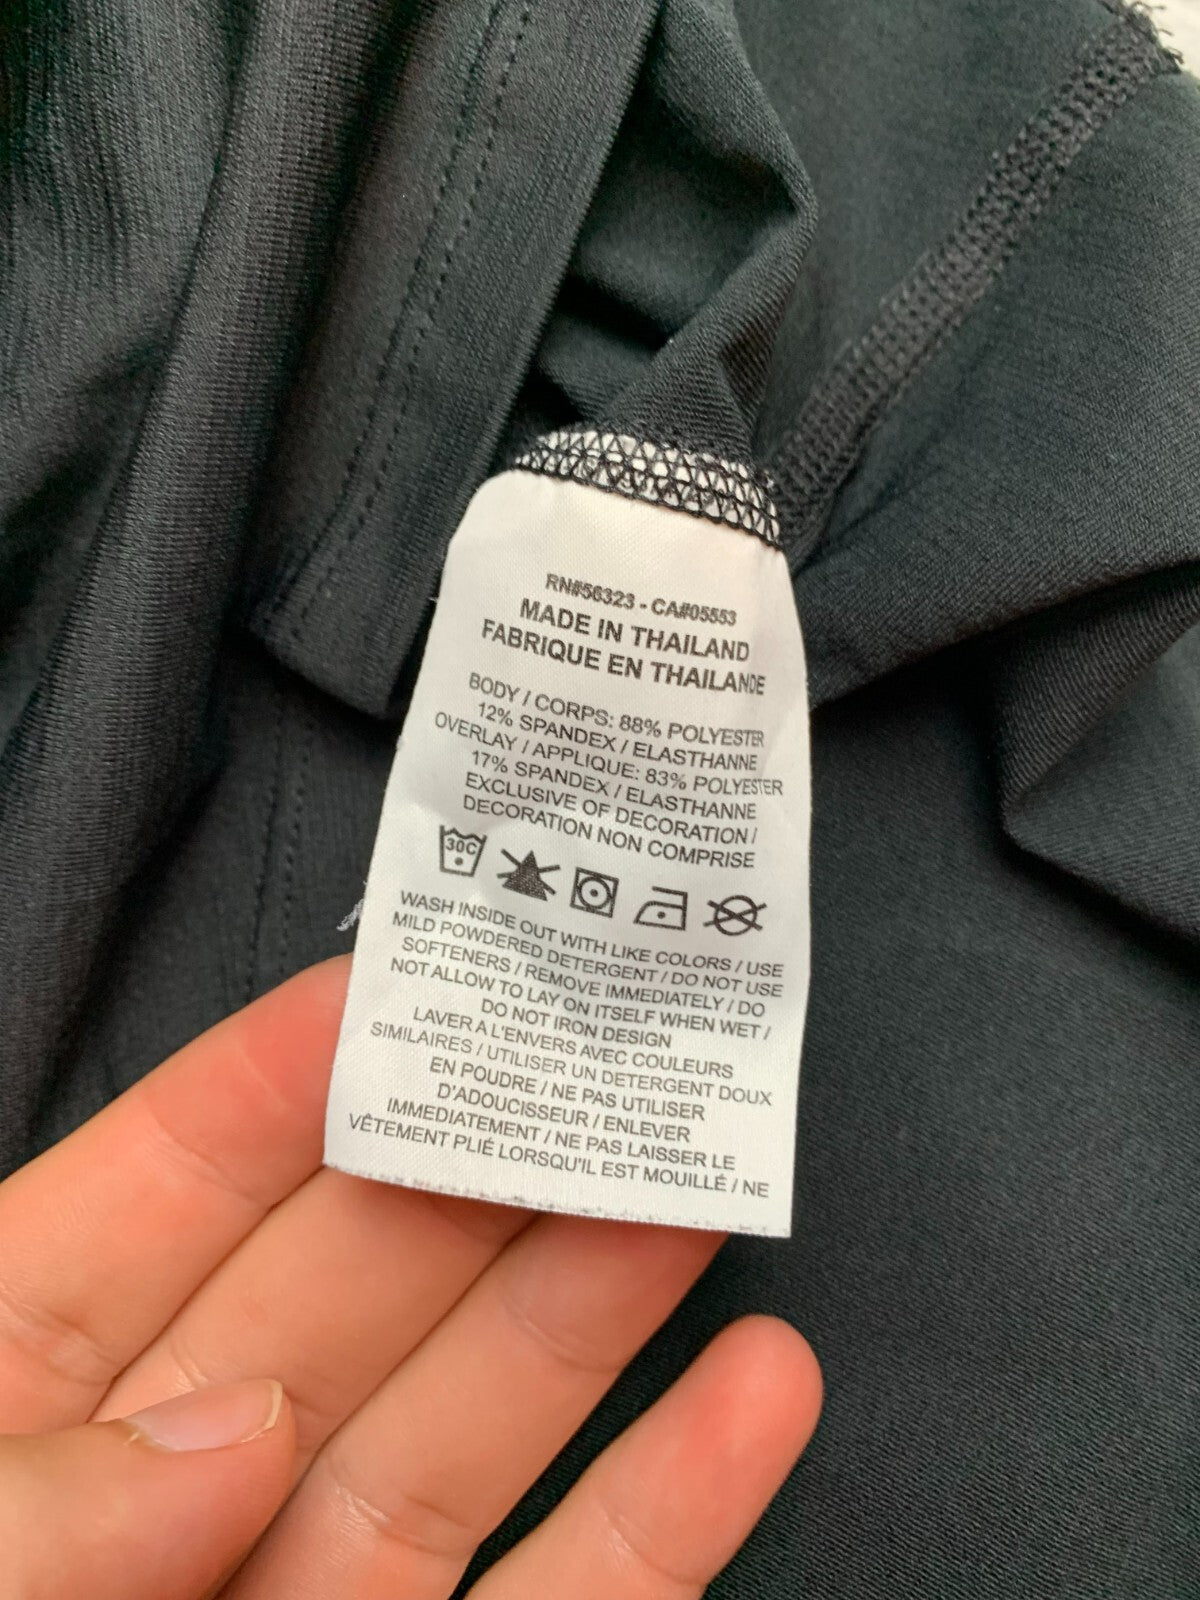 RN#56323 - CA#05553
MADE IN THAILAND
FABRIQUE EN THAILANDE
BODY / CORPS: 88% POLYESTER
12% SPANDEX / ELASTHANNE
OVERLAY / APPLIQUE: 83% POLYESTER
17% SPANDEX / ELASTHANNE
EXCLUSIVE OF DECORATION /
DECORATION NON COMPRISE
30C
WASH INSIDE OUT WITH LIKE COLORS / USE
MILD POWDERED DETERGENT / DO NOT USE
SOFTENERS / REMOVE IMMEDIATELY / DO
NOT ALLOW TO LAY ON ITSELF WHEN WET /
DO NOT IRON DESIGN
LAVER A L'ENVERS AVEC COULEURS
SIMILAIRES / UTILISER UN DETERGENT DOUX
EN POUDRE / NE PAS UTILISER
D'ADOUCISSEUR / ENLEVER
IMMEDIATEMENT / NE PAS LAISSER LE
VÊTEMENT PLIÉ LORSQU'IL EST MOUILLÉ / NE